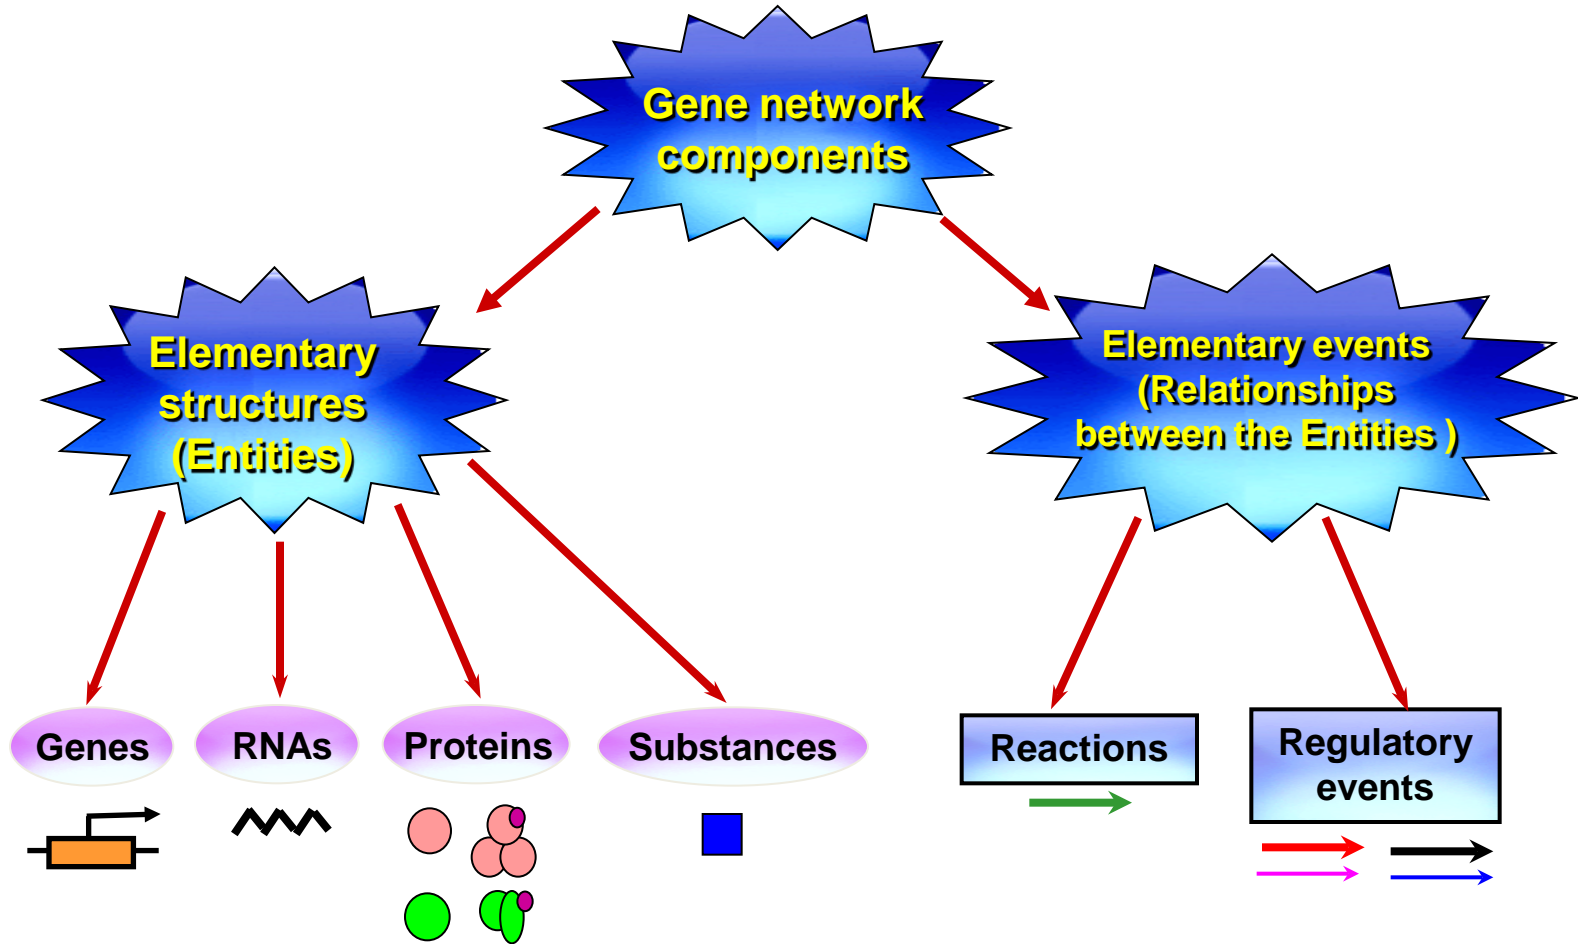 Gene network
components
Elementary
structures
(Entities)
Elementary events
(Relationships
between the Entities )
Genes
RNAs
Proteins
Substances
Reactions
Regulatory
events